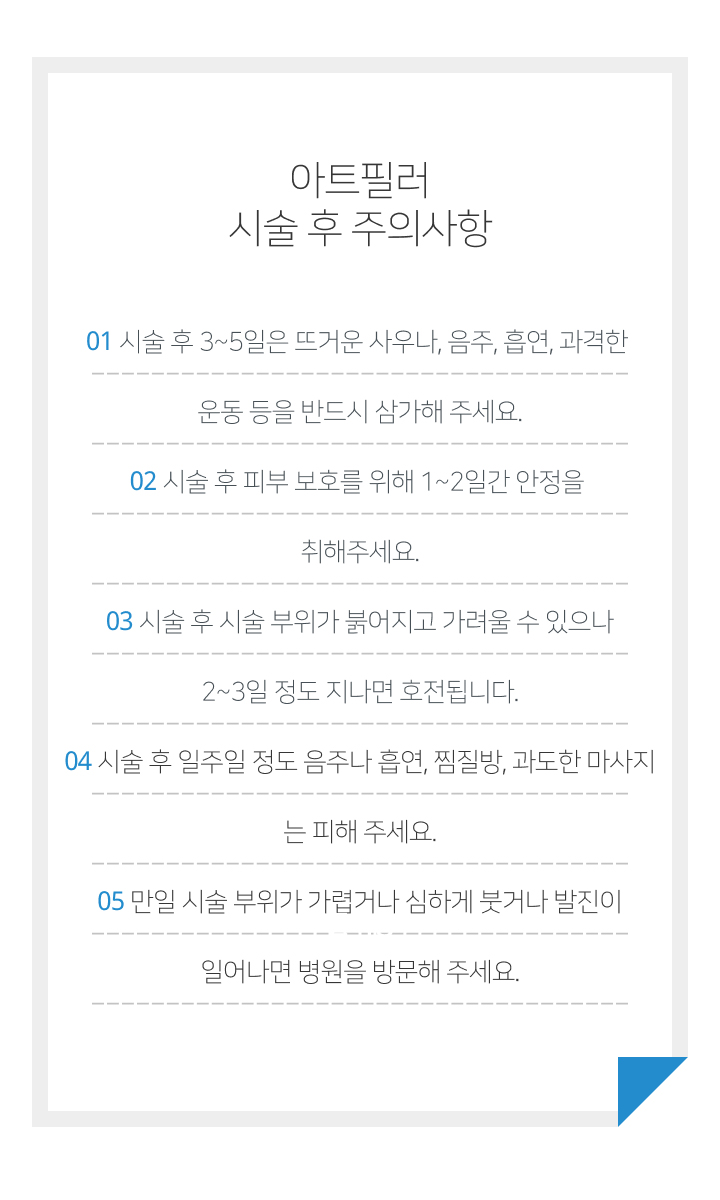 아트필러
시술 후 주의사항
01 시술 후 3~5일은 뜨거운 사우나, 음주, 흡연, 과격한
운동 등을 반드시 삼가해 주세요.
02 시술 후 피부 보호를 위해 1~2일간 안정을
취해주세요.
03 시술 후 시술 부위가 붉어지고 가려울 수 있으나
2~3일 정도 지나면 호전됩니다.
04 시술 후 일주일 정도 음주나 흡연, 찜질방, 과도한 마사지
는 피해 주세요.
05 만일 시술 부위가 가렵거나 심하게 붓거나 발진이
일어나면 병원을 방문해 주세요.